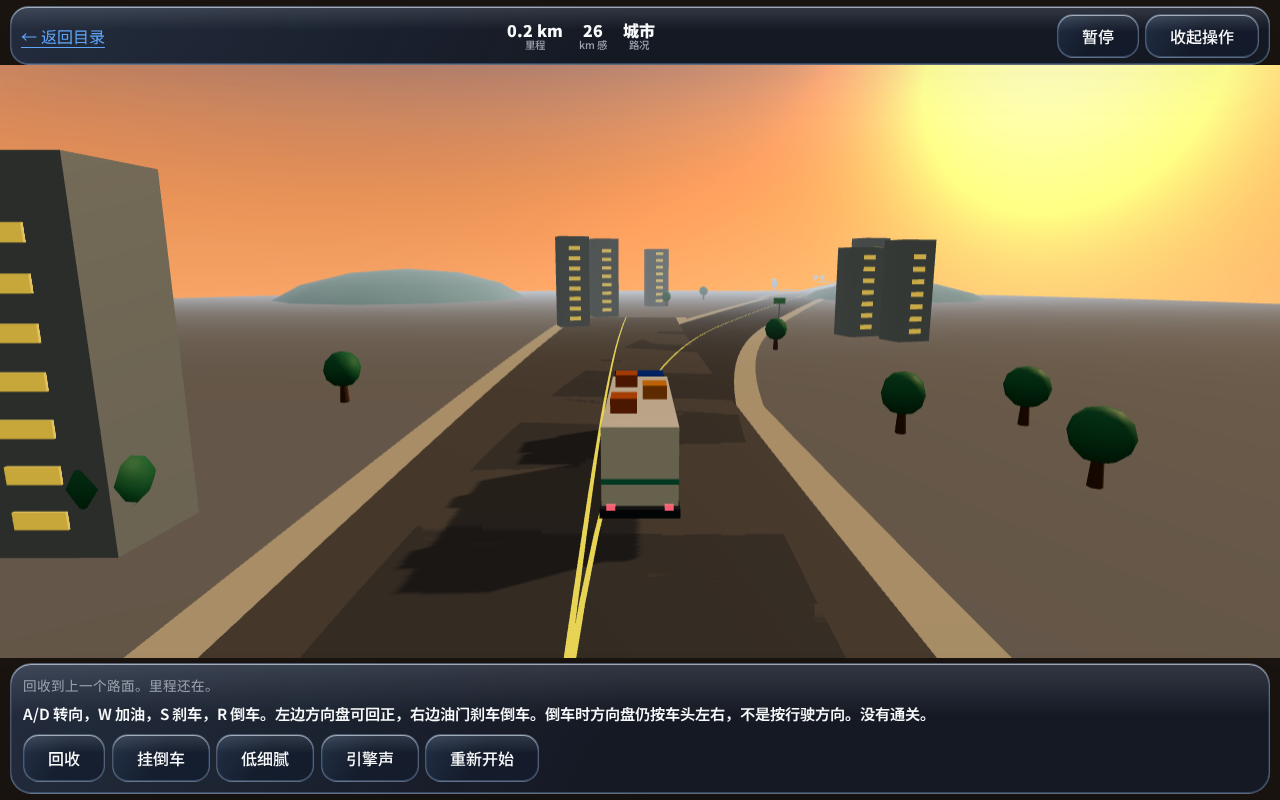 ← 返回目录
0.2 km 26 城市
里程 km 感 路况
暂停
收起操作
回收到上一个路面。里程还在。
A/D 转向，W 加油，S 刹车，R 倒车。左边方向盘可回正，右边油门刹车倒车。倒车时方向盘仍按车头左右，不是按行驶方向。没有通关。
回收
挂倒车
低细腻
引擎声
重新开始